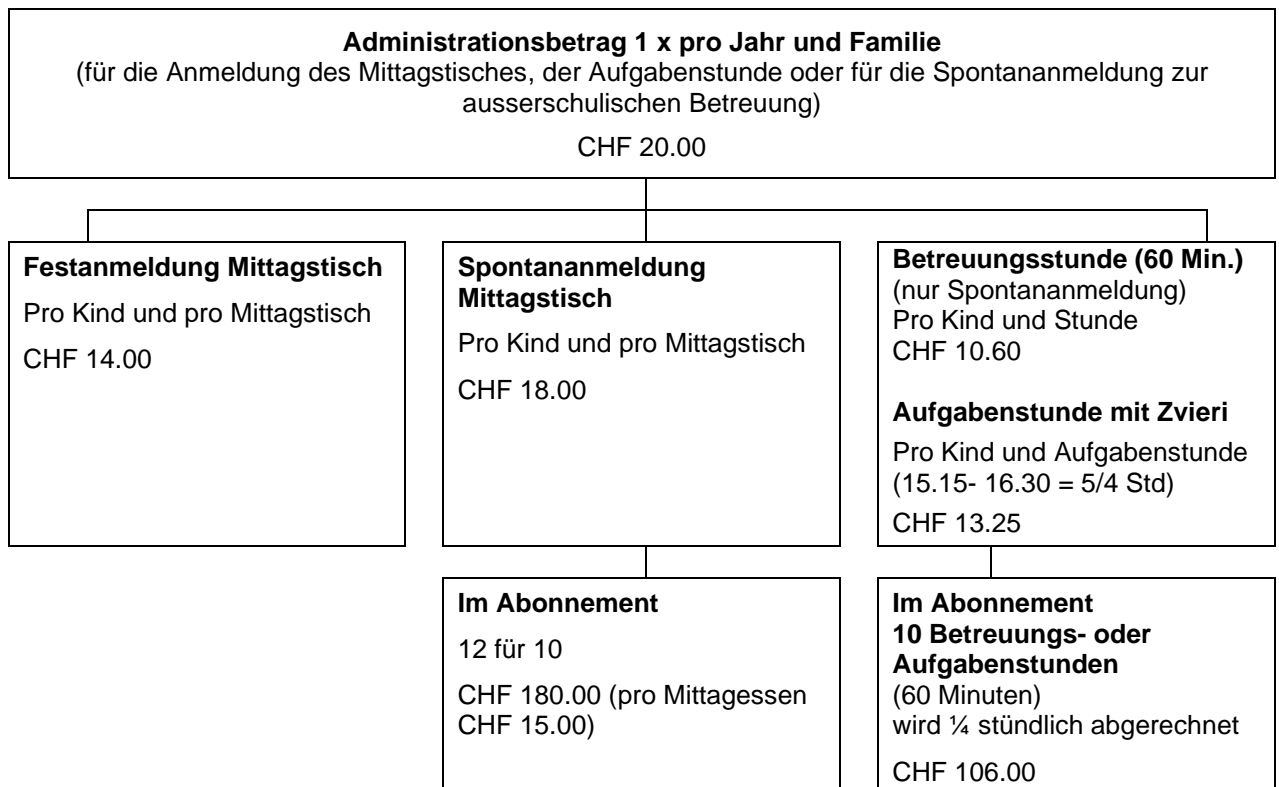 Administrationsbetrag 1 x pro Jahr und Familie
(für die Anmeldung des Mittagstisches, der Aufgabenstunde oder für die Spontananmeldung zur
ausserschulischen Betreuung)
CHF 20.00
Festanmeldung Mittagstisch
Pro Kind und pro Mittagstisch
CHF 14.00
Spontananmeldung
Mittagstisch
Pro Kind und pro Mittagstisch
CHF 18.00
Betreuungsstunde (60 Min.)
(nur Spontananmeldung)
Pro Kind und Stunde
CHF 10.60
Aufgabenstunde mit Zvieri
Pro Kind und Aufgabenstunde
(15.15- 16.30 = 5/4 Std)
CHF 13.25
Im Abonnement
12 für 10
CHF 180.00 (pro Mittagessen
CHF 15.00)
Im Abonnement
10 Betreuungs- oder
Aufgabenstunden
(60 Minuten)
wird ¼ stündlich abgerechnet
CHF 106.00